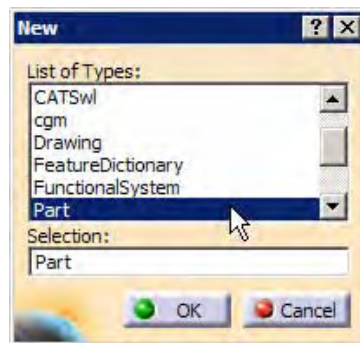 New
List of Types:
CATSwl
cgm
Drawing
FeatureDictionary
FunctionalSystem
Part
Selection:
Part
OK Cancel